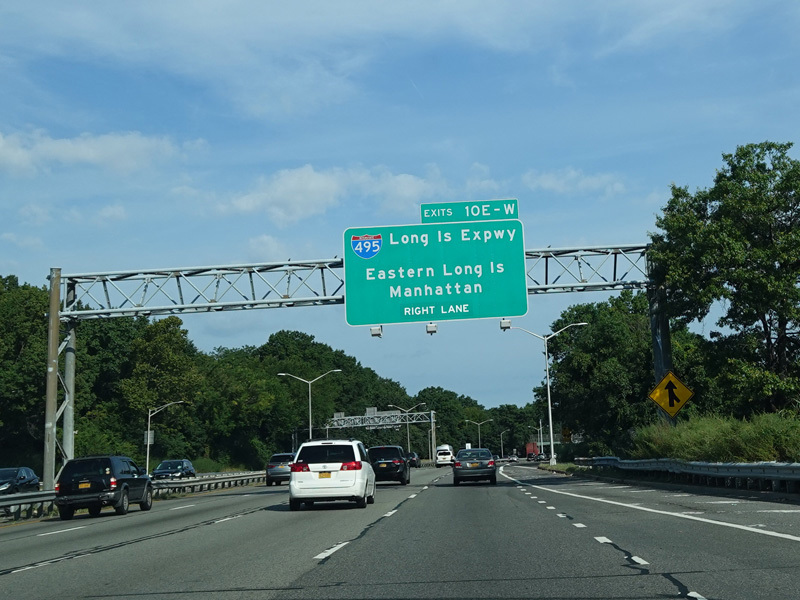 EXITS 10E-W
495 Long Is Expwy
Eastern Long Is
Manhattan
RIGHT LANE